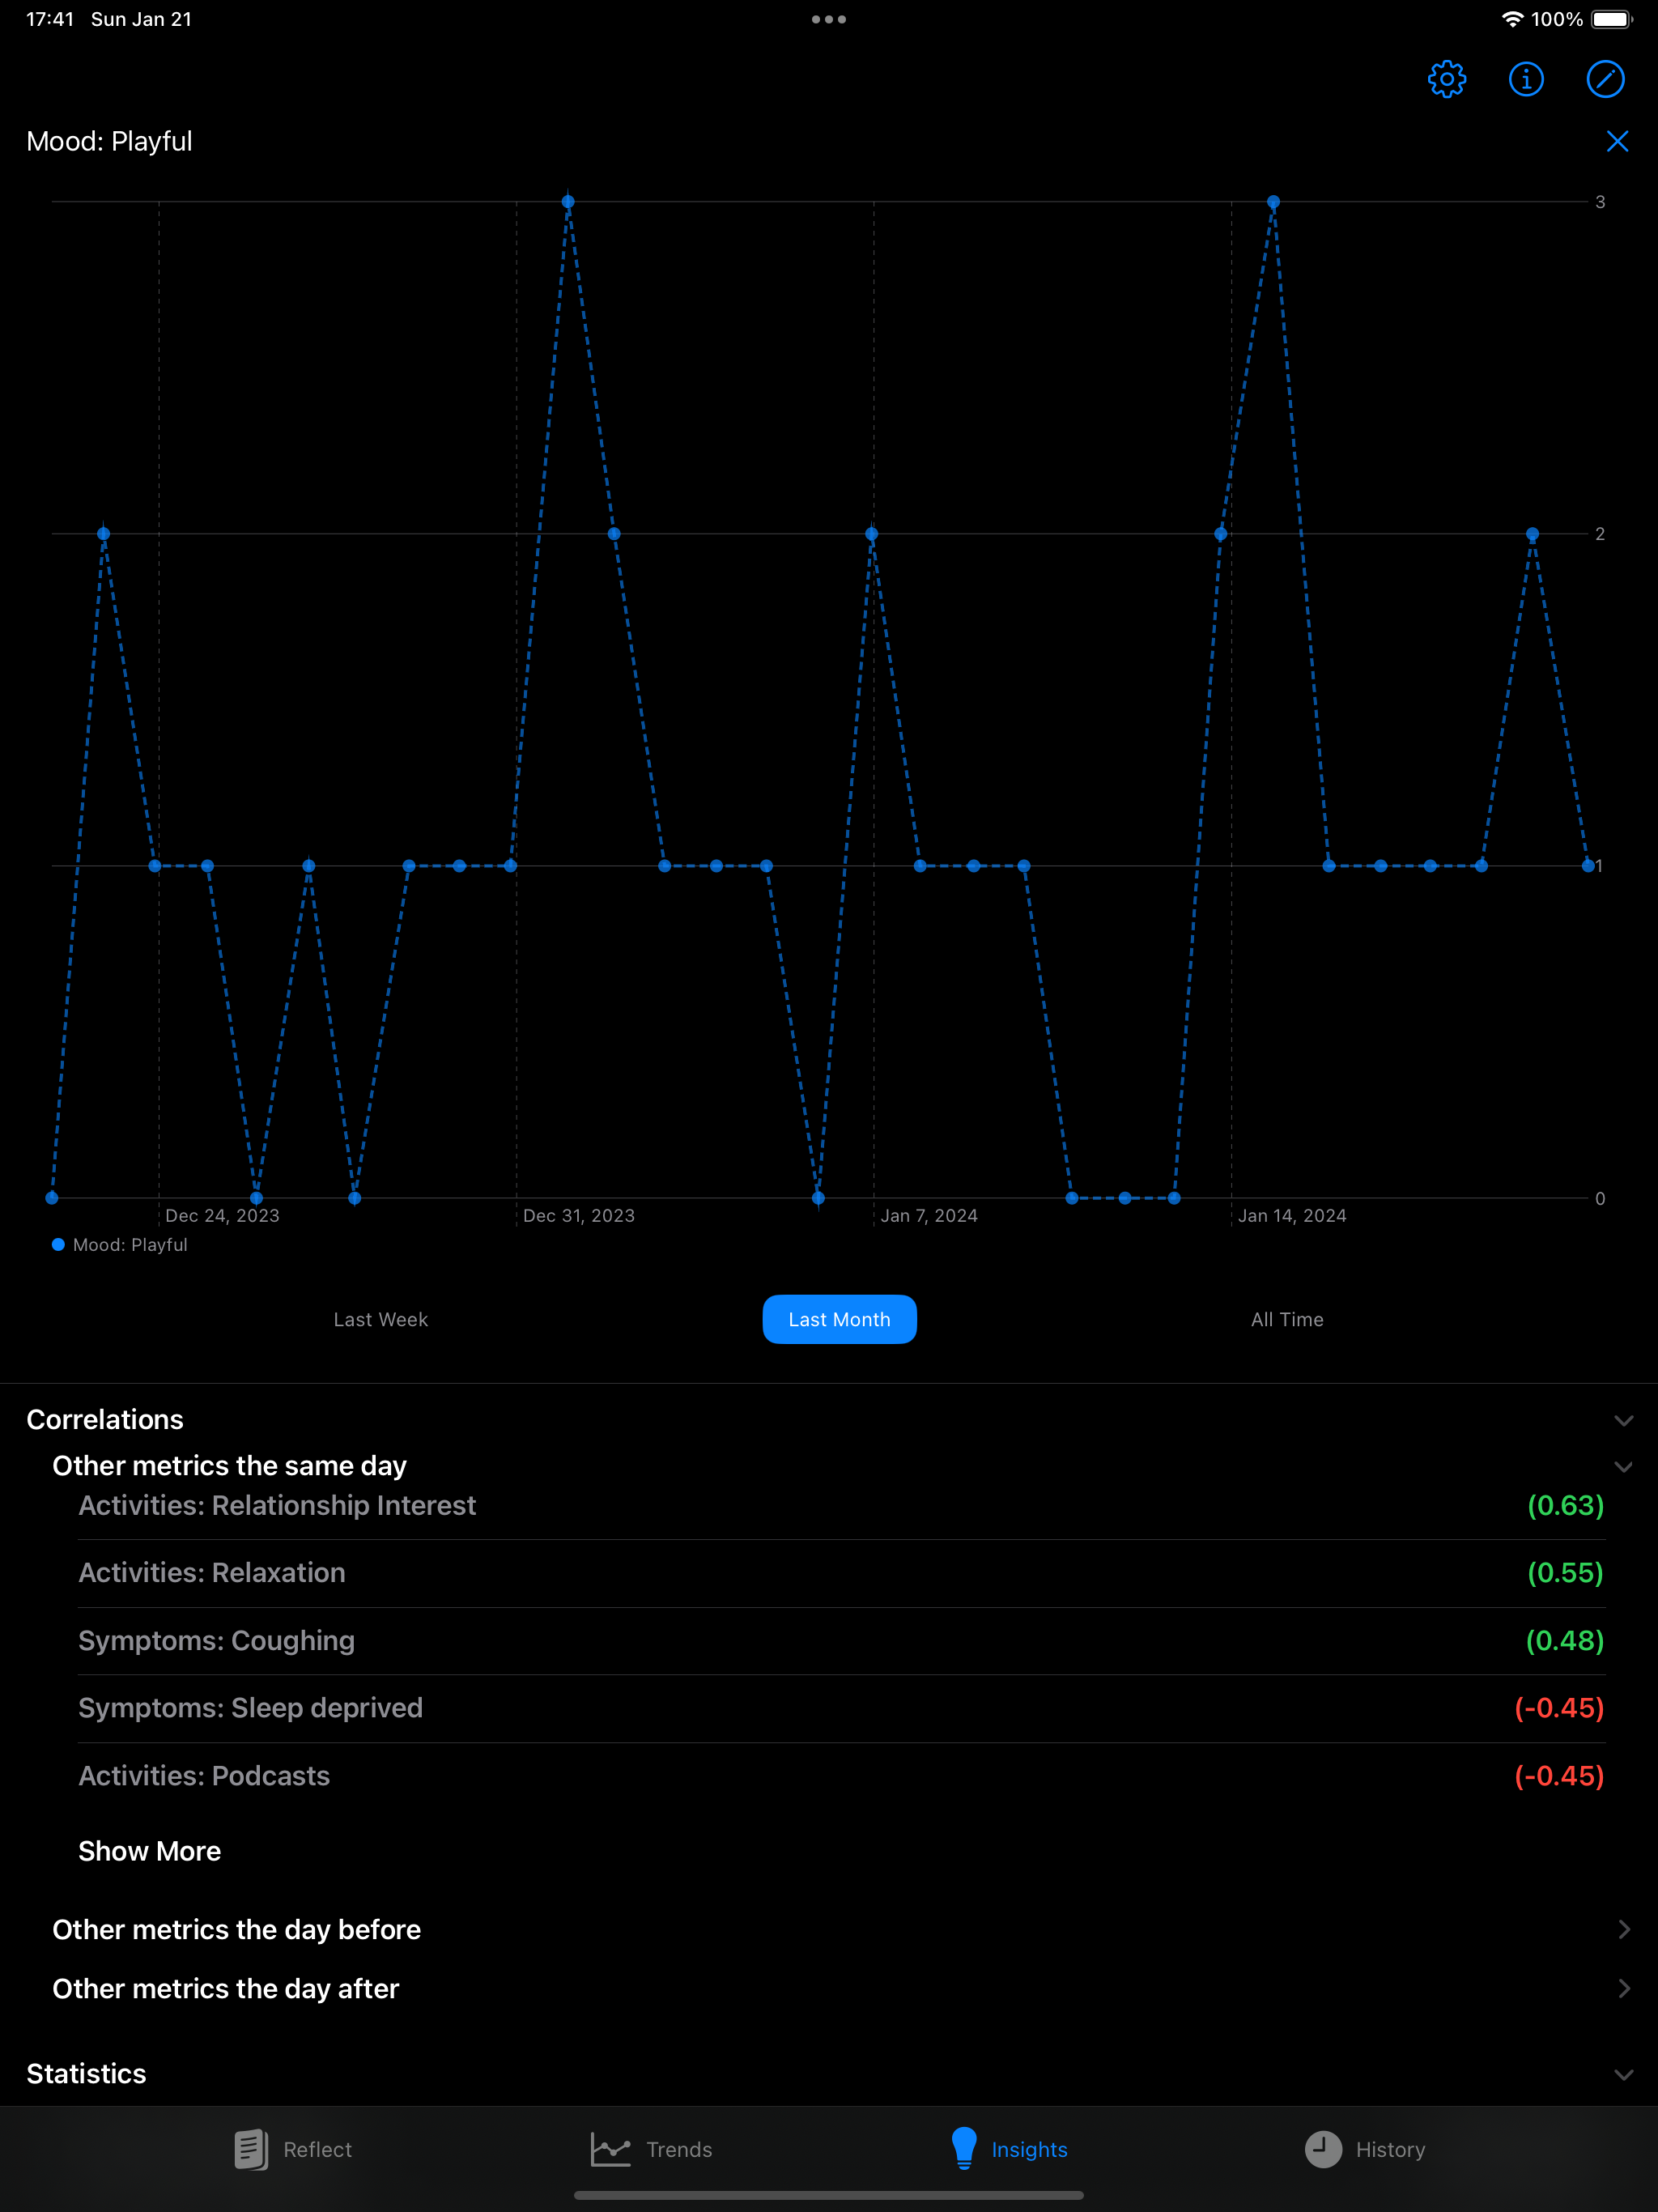 17:41 Sun Jan 21
100%
Mood: Playful
3
2
1
0
Dec 24, 2023 Dec 31, 2023 Jan 7, 2024 Jan 14, 2024
Mood: Playful
Last Week Last Month All Time
Correlations
Other metrics the same day
Activities: Relationship Interest (0.63)
Activities: Relaxation (0.55)
Symptoms: Coughing (0.48)
Symptoms: Sleep deprived (-0.45)
Activities: Podcasts (-0.45)
Show More
Other metrics the day before
Other metrics the day after
Statistics
Reflect Trends Insights History